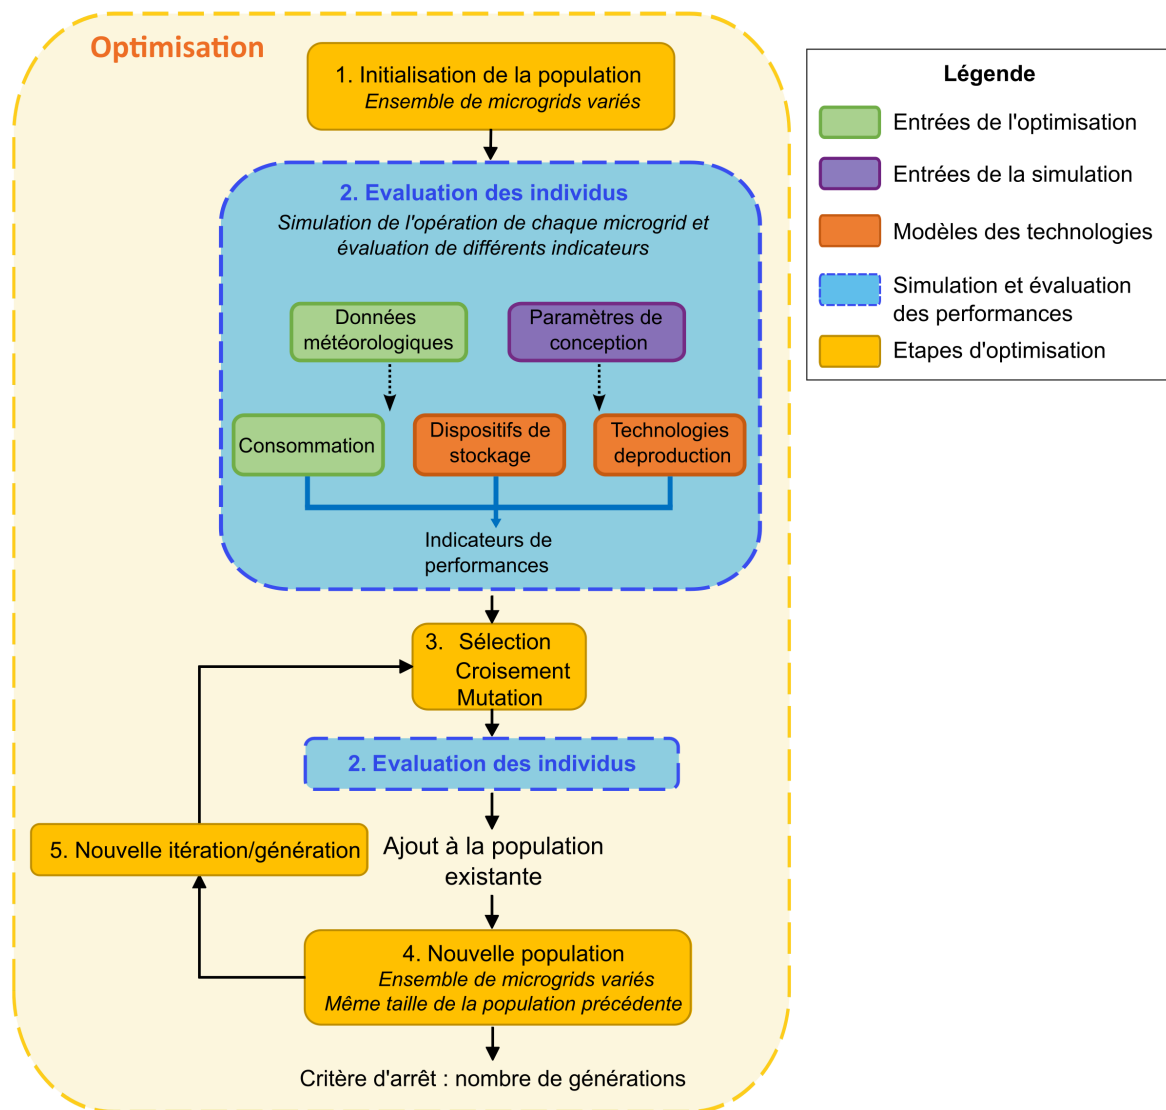 Optimisation
1. Initialisation de la population
Ensemble de microgrids variés
2. Evaluation des individus
Simulation de l'opération de chaque microgrid et
évaluation de différents indicateurs
Données
météorologiques
Paramètres de
conception
Consommation
Dispositifs de
stockage
Technologies
deproduction
Indicateurs de
performances
3. Sélection
Croisement
Mutation
2. Evaluation des individus
5. Nouvelle itération/génération
Ajout à la population
existante
4. Nouvelle population
Ensemble de microgrids variés
Même taille de la population précédente
Critère d'arrêt : nombre de générations
Légende
Entrées de l'optimisation
Entrées de la simulation
Modèles des technologies
Simulation et évaluation
des performances
Etapes d'optimisation